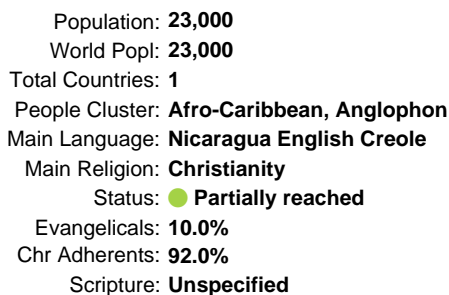 Population: 23,000
World Popl: 23,000
Total Countries: 1
People Cluster: Afro-Caribbean, Anglophon
Main Language: Nicaragua English Creole
Main Religion: Christianity
Status: Partially reached
Evangelicals: 10.0%
Chr Adherents: 92.0%
Scripture: Unspecified